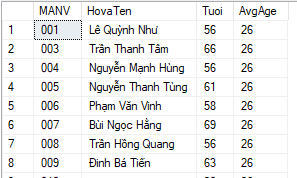 MANV HovaTen Tuoi AvgAge
1 001 Lê Quỳnh Như 56 26
2 003 Trần Thanh Tâm 66 26
3 004 Nguyễn Mạnh Hùng 56 26
4 005 Nguyễn Thanh Tùng 61 26
5 006 Phạm Văn Vinh 58 26
6 007 Bùi Ngọc Hằng 69 26
7 008 Trần Hồng Quang 56 26
8 009 Đinh Bá Tiến 63 26